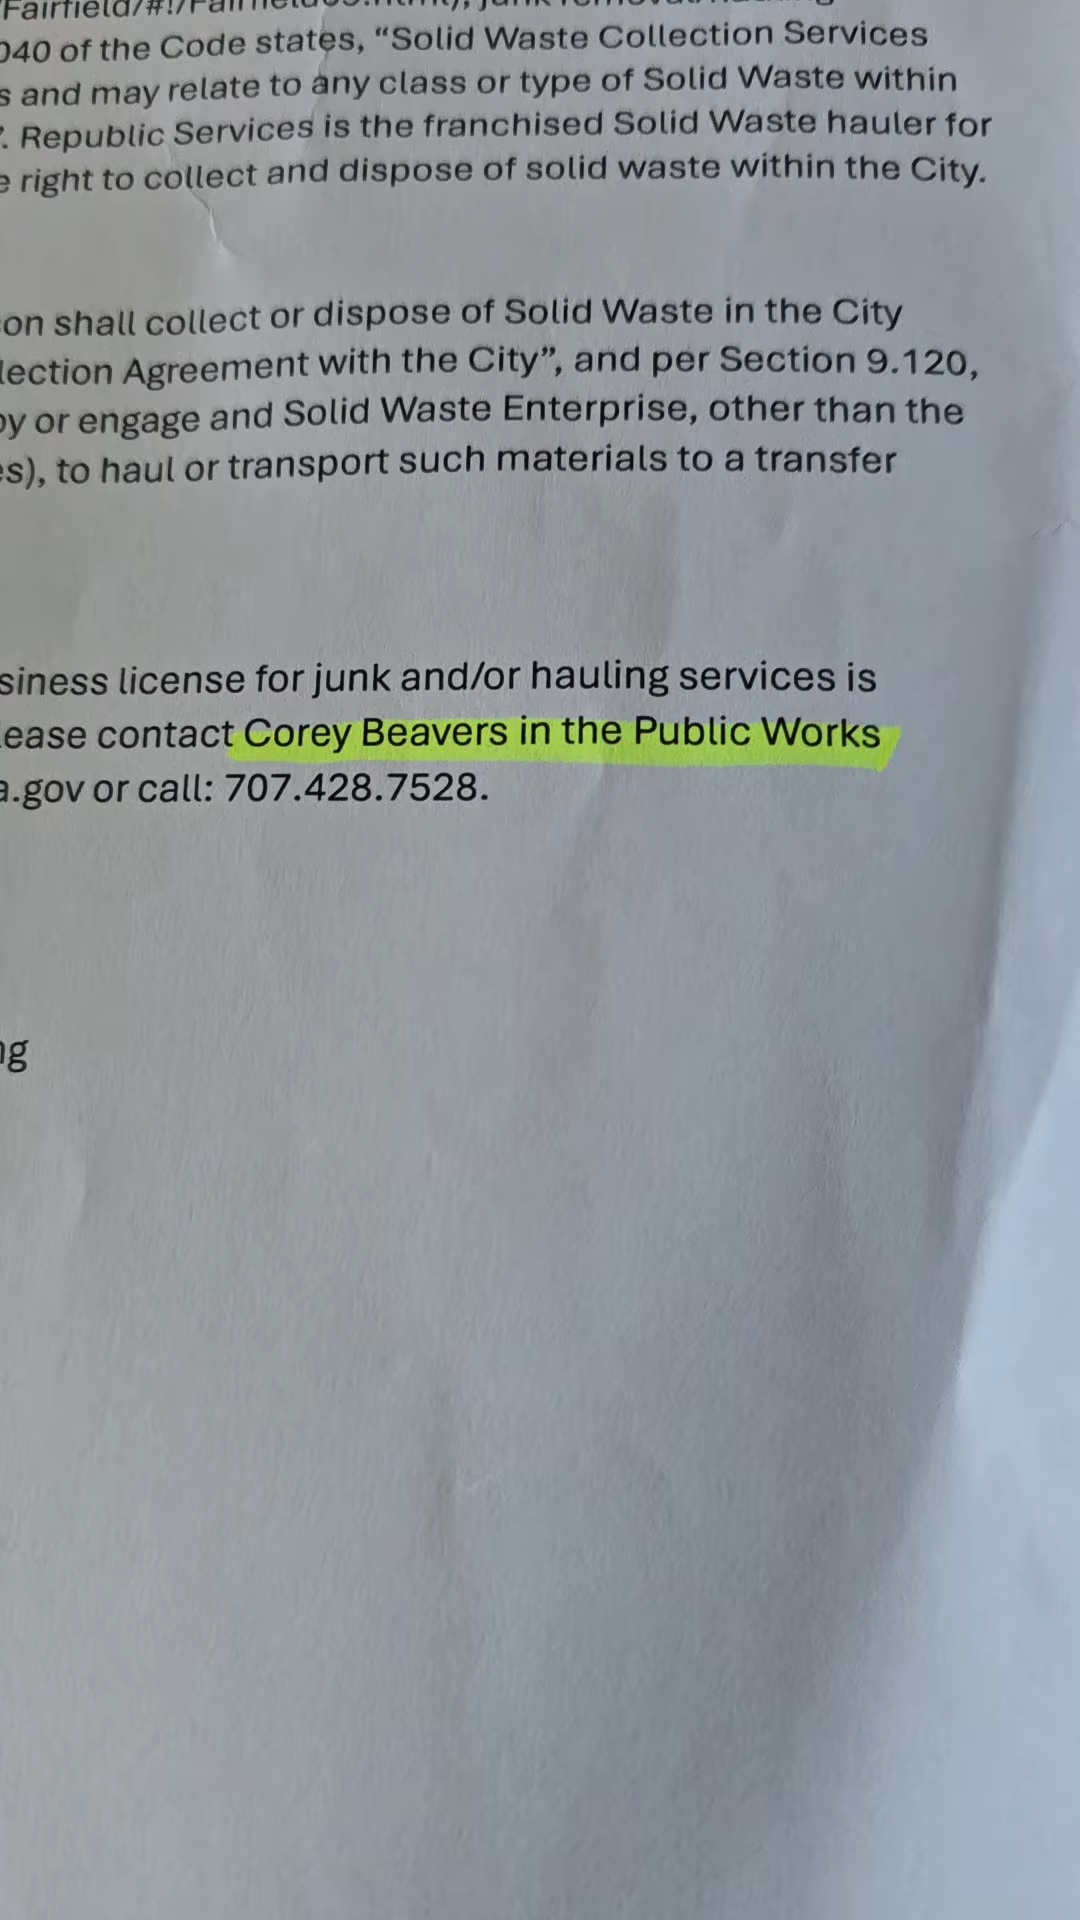 040 of the Code states, “Solid Waste Collection Services
s and may relate to any class or type of Solid Waste within
. Republic Services is the franchised Solid Waste hauler for
e right to collect and dispose of solid waste within the City.
on shall collect or dispose of Solid Waste in the City
lection Agreement with the City”, and per Section 9.120,
oy or engage and Solid Waste Enterprise, other than the
es), to haul or transport such materials to a transfer
siness license for junk and/or hauling services is
lease contact Corey Beavers in the Public Works
a.gov or call: 707.428.7528.
ng